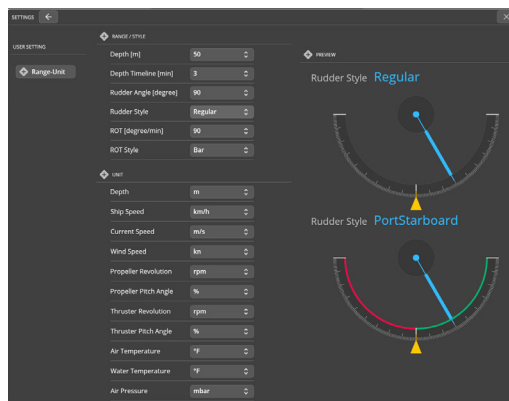 SETTINGS
USER SETTING
Range-Unit
RANGE / STYLE
Depth [m] 50
Depth Timeline [min] 3
Rudder Angle [degree] 90
Rudder Style Regular
ROT [degree/min] 90
ROT Style Bar
UNIT
Depth m
Ship Speed km/h
Current Speed m/s
Wind Speed kn
Propeller Revolution rpm
Propeller Pitch Angle %
Thruster Revolution rpm
Thruster Pitch Angle %
Air Temperature °F
Water Temperature °F
Air Pressure mbar
PREVIEW
Rudder Style Regular
Rudder Style PortStarboard